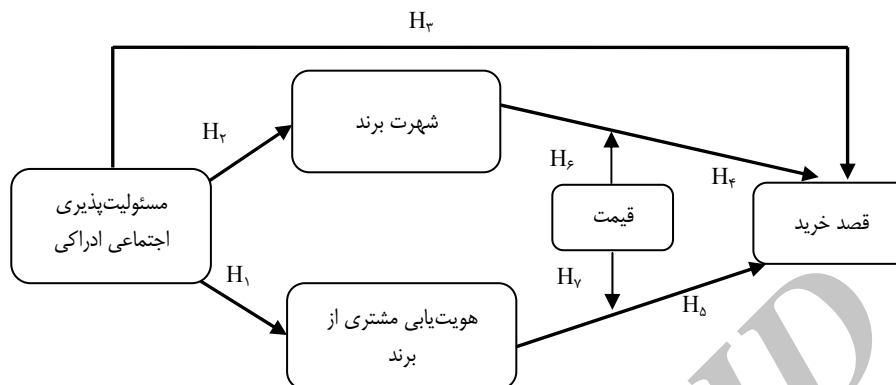 H۳
شهرت برند
H۲
H۶
H۴
مسئولیت‌پذیری
اجتماعی ادراکی
قیمت
قصد خرید
H۱
H۷
H۵
هویت‌یابی مشتری از
برند